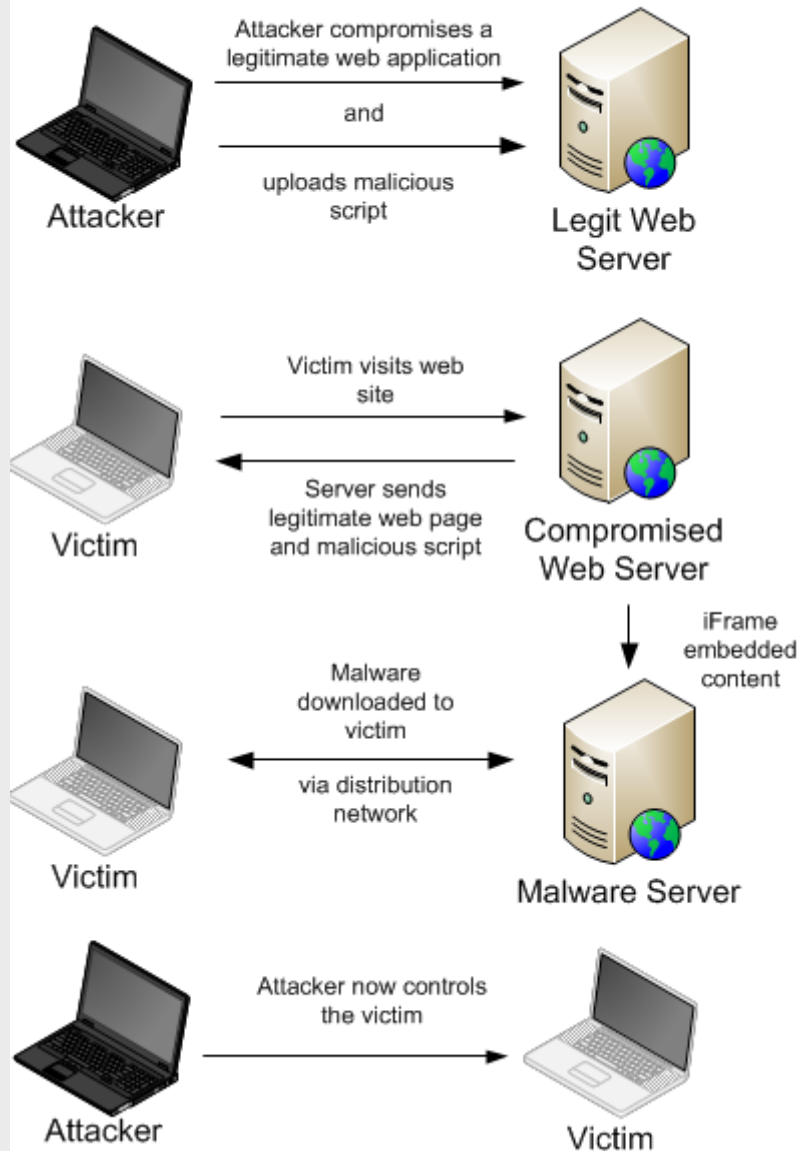 Attacker compromises a
legitimate web application
and
uploads malicious
script
Attacker
Legit Web
Server
Victim visits web
site
Server sends
legitimate web page
and malicious script
Victim
Compromised
Web Server
iFrame
embedded
content
Malware
downloaded to
victim
via distribution
network
Victim
Malware Server
Attacker now controls
the victim
Attacker
Victim